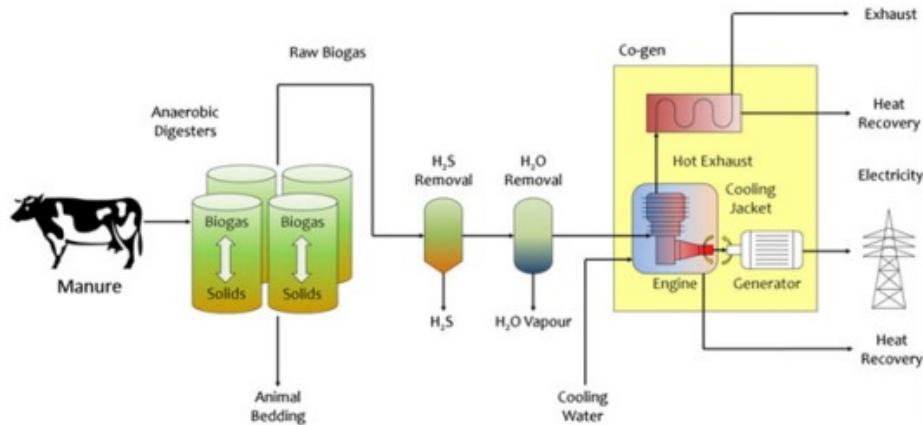 Exhaust
Raw Biogas
Co-gen
Anaerobic
Digesters
Heat
Recovery
H₂S
Removal
H₂O
Removal
Hot Exhaust
Electricity
Cooling
Jacket
Biogas
Biogas
Manure
Solids
Solids
Engine
Generator
H₂S
H₂O Vapour
Heat
Recovery
Animal
Bedding
Cooling
Water